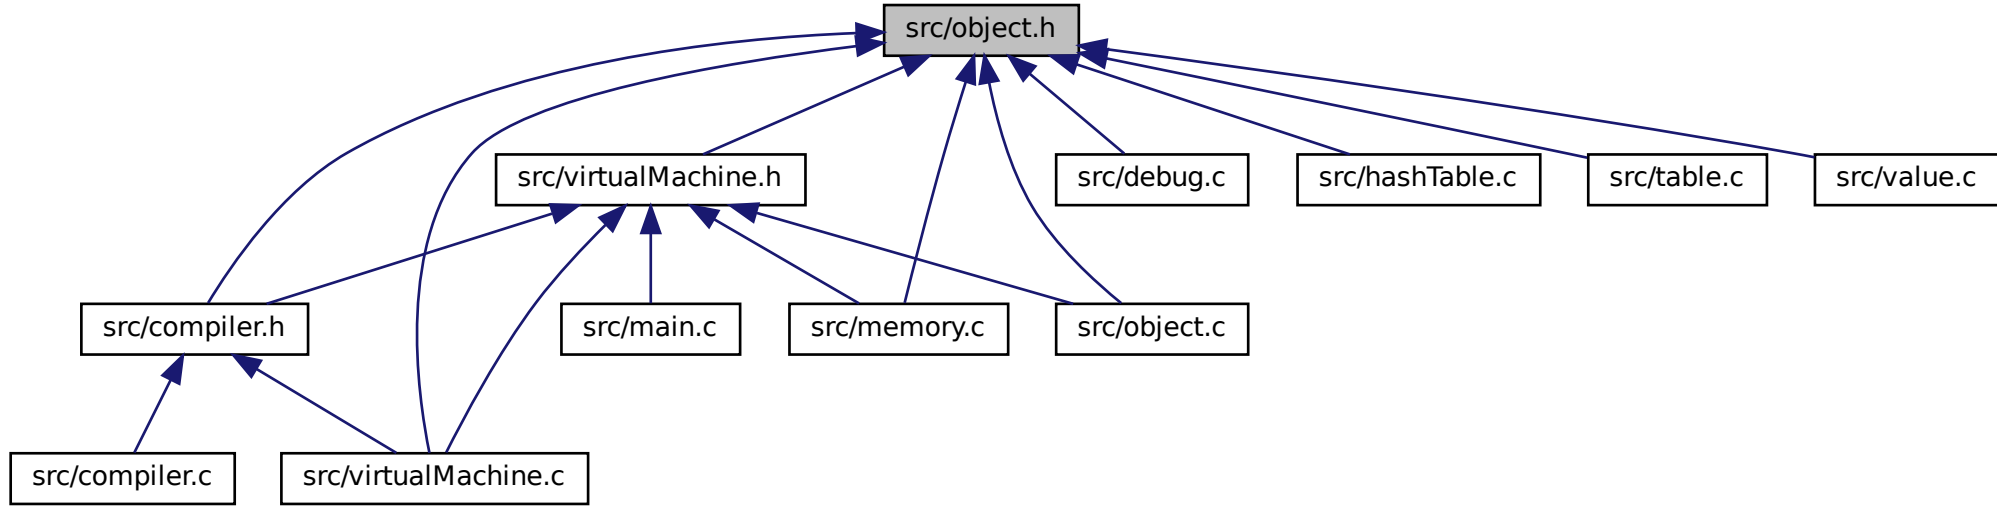 src/object.h
src/virtualMachine.h
src/debug.c
src/hashTable.c
src/table.c
src/value.c
src/compiler.h
src/main.c
src/memory.c
src/object.c
src/compiler.c
src/virtualMachine.c